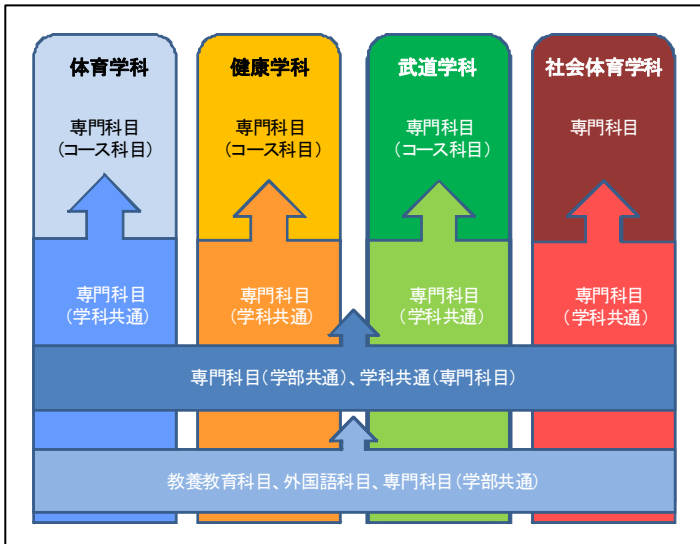 体育学科
健康学科
武道学科
社会体育学科
専門科目
(コース科目)
専門科目
(コース科目)
専門科目
(コース科目)
専門科目
専門科目
(学科共通)
専門科目
(学科共通)
専門科目
(学科共通)
専門科目
(学科共通)
専門科目(学部共通)、学科共通(専門科目)
教養教育科目、外国語科目、専門科目(学部共通)